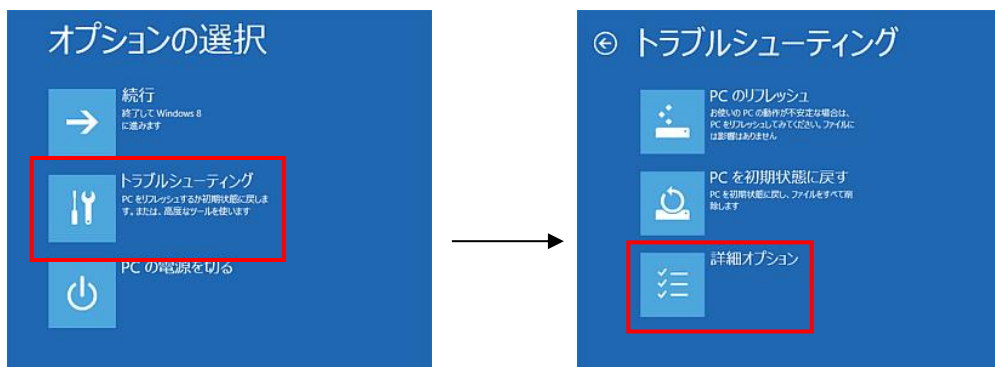 オプションの選択
続行
終了して Windows 8
に進みます
トラブルシューティング
PC をリフレッシュするか初期状態に戻しま
す。または、高度なツールを使います
PC の電源を切る
トラブルシューティング
PC のリフレッシュ
お使いの PC の動作が不安定な場合は、
PC をリフレッシュしてみてください。ファイルに
は影響はありません
PC を初期状態に戻す
PC を初期状態に戻し、ファイルをすべて削
除します
詳細オプション